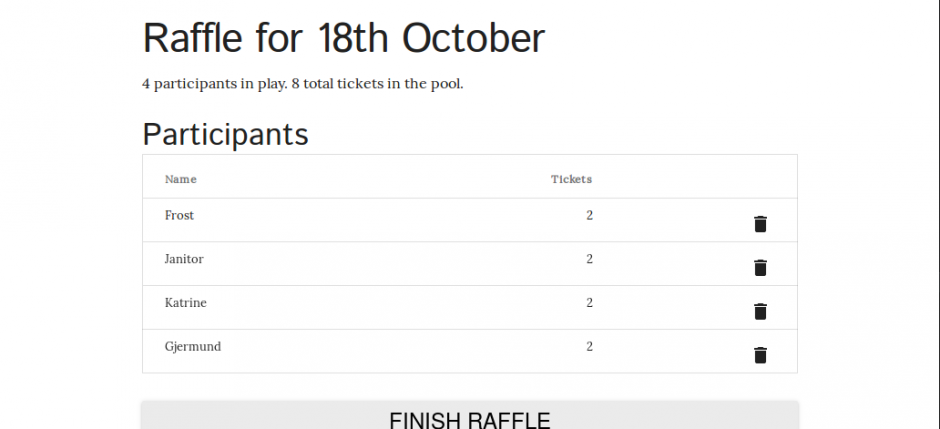 Raffle for 18th October
4 participants in play. 8 total tickets in the pool.
Participants
Name Tickets
Frost 2
Janitor 2
Katrine 2
Gjermund 2
FINISH RAFFLE